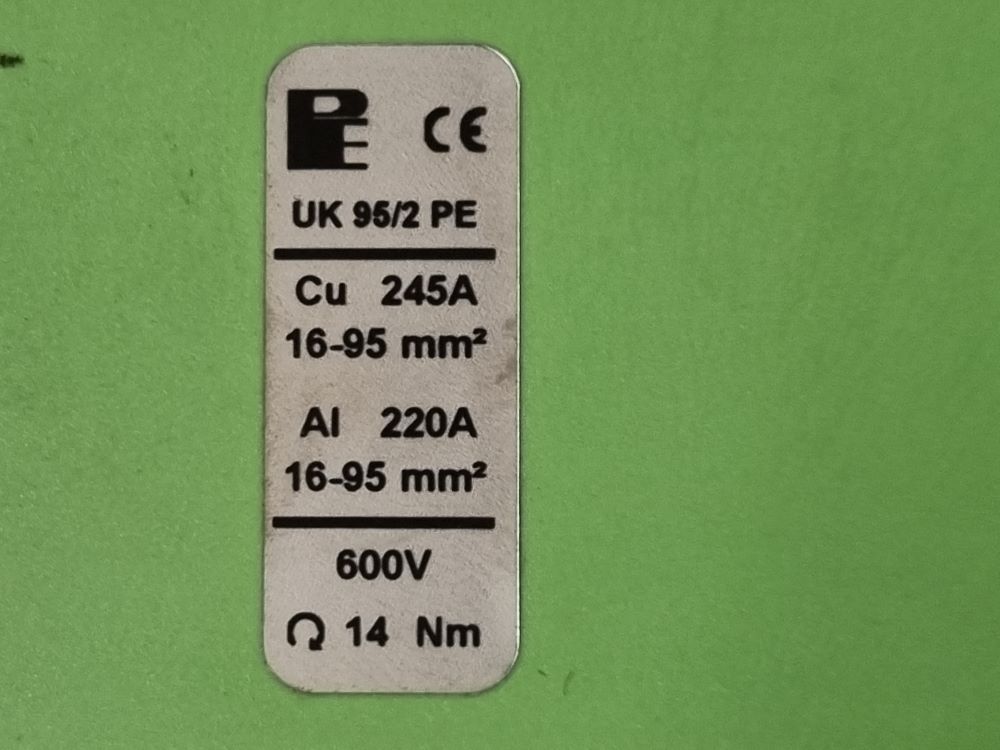 PE CE
UK 95/2 PE
Cu 245A
16-95 mm²
Al 220A
16-95 mm²
600V
14 Nm